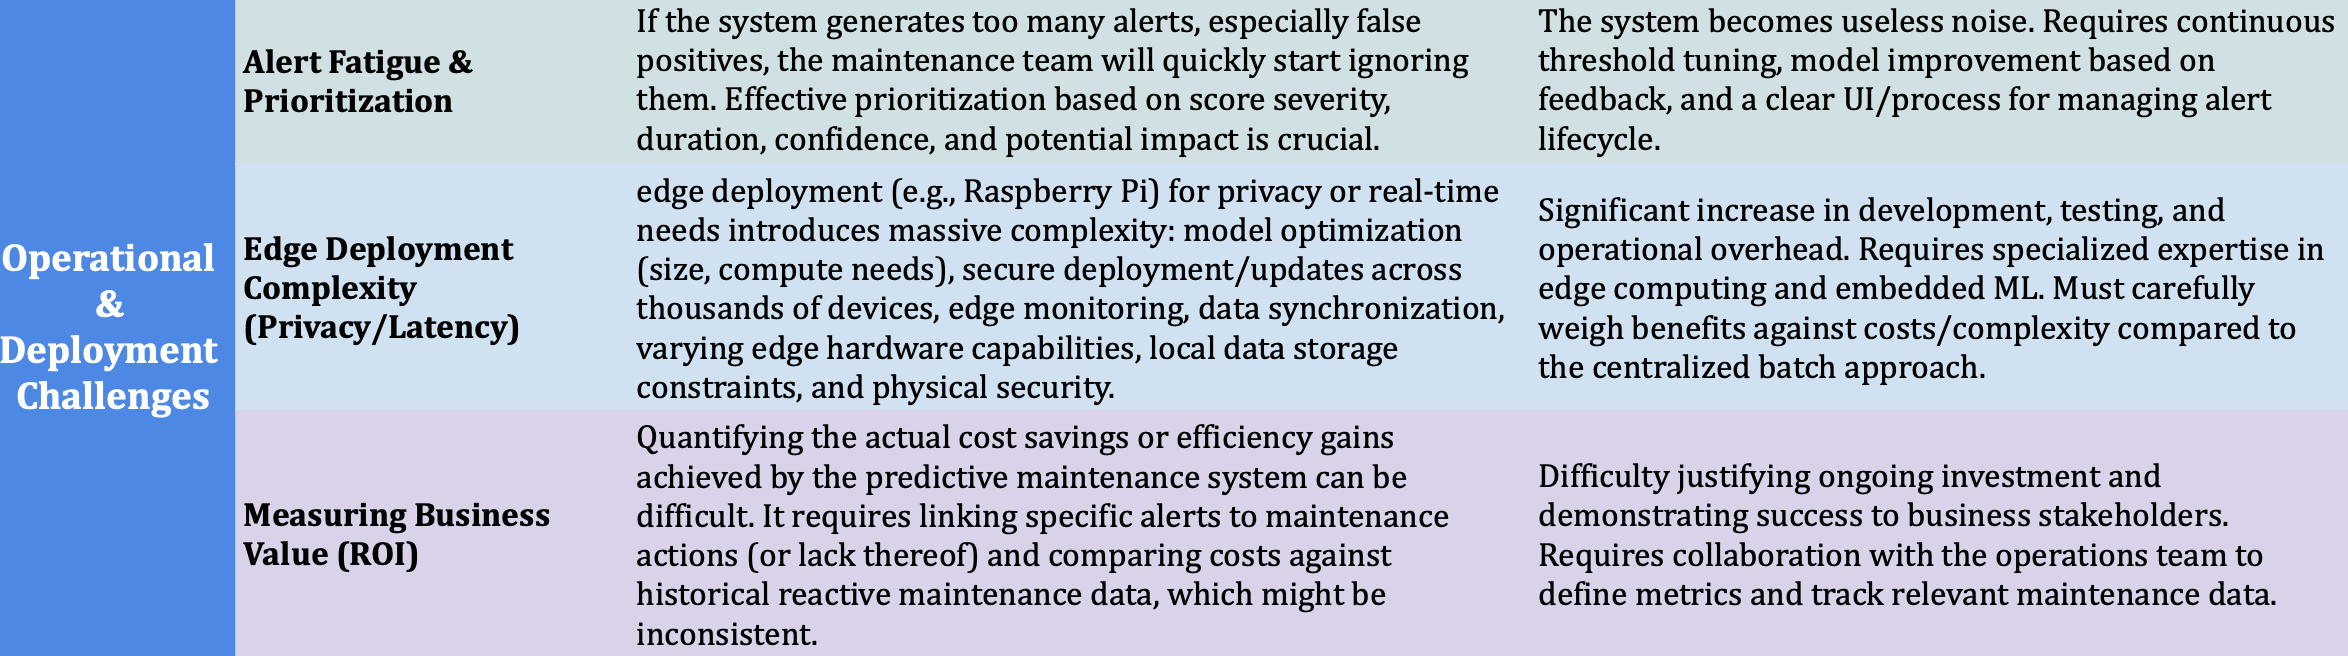 Operational
&
Deployment
Challenges
Alert Fatigue &
Prioritization
If the system generates too many alerts, especially false
positives, the maintenance team will quickly start ignoring
them. Effective prioritization based on score severity,
duration, confidence, and potential impact is crucial.
The system becomes useless noise. Requires continuous
threshold tuning, model improvement based on
feedback, and a clear UI/process for managing alert
lifecycle.
Edge Deployment
Complexity
(Privacy/Latency)
edge deployment (e.g., Raspberry Pi) for privacy or real-time
needs introduces massive complexity: model optimization
(size, compute needs), secure deployment/updates across
thousands of devices, edge monitoring, data synchronization,
varying edge hardware capabilities, local data storage
constraints, and physical security.
Significant increase in development, testing, and
operational overhead. Requires specialized expertise in
edge computing and embedded ML. Must carefully
weigh benefits against costs/complexity compared to
the centralized batch approach.
Measuring Business
Value (ROI)
Quantifying the actual cost savings or efficiency gains
achieved by the predictive maintenance system can be
difficult. It requires linking specific alerts to maintenance
actions (or lack thereof) and comparing costs against
historical reactive maintenance data, which might be
inconsistent.
Difficulty justifying ongoing investment and
demonstrating success to business stakeholders.
Requires collaboration with the operations team to
define metrics and track relevant maintenance data.